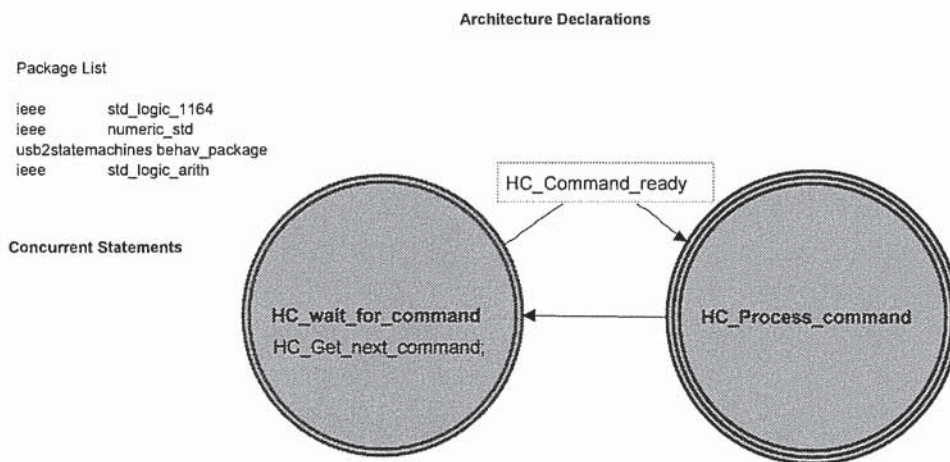 Architecture Declarations
Package List
ieee std_logic_1164
ieee numeric_std
usb2statemachines behav_package
ieee std_logic_arith
HC_Command_ready
Concurrent Statements
HC_wait_for_command
HC_Get_next_command;
HC_Process_command